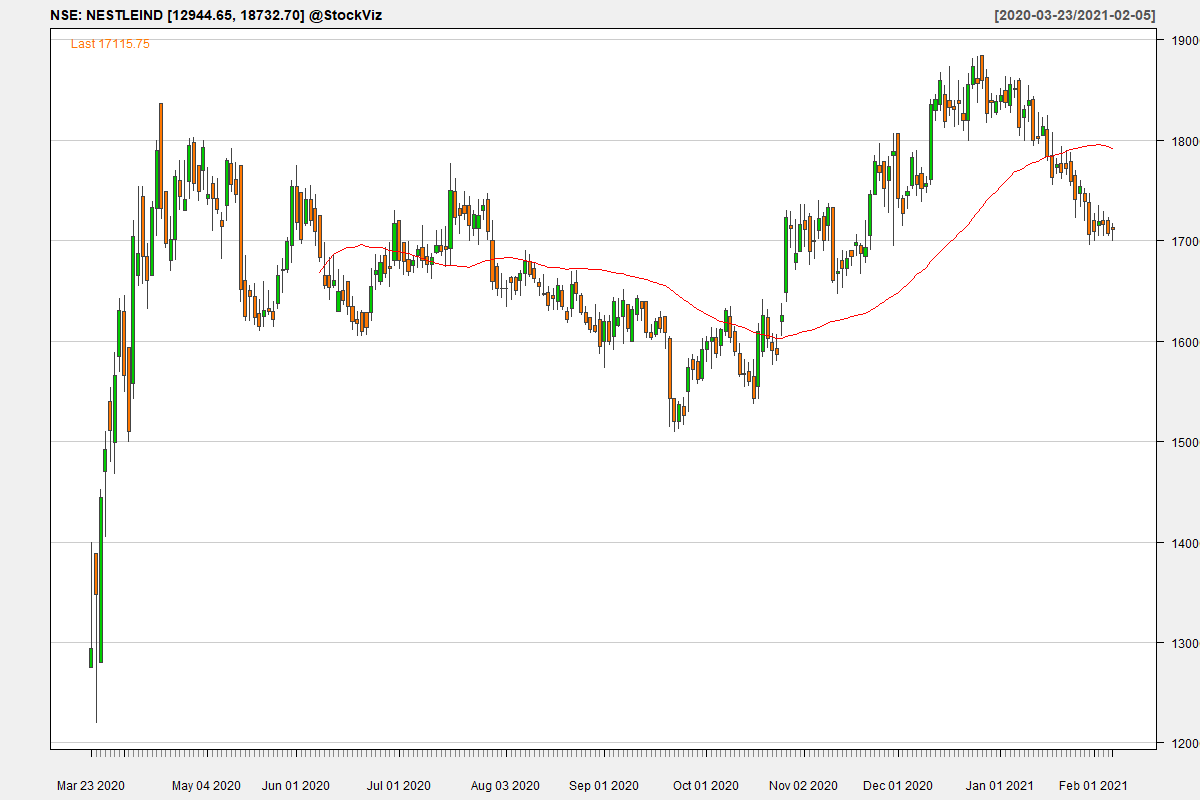 NSE: NESTLEIND [12944.65, 18732.70] @StockViz [2020-03-23/2021-02-05]
Last 17115.75
1900
1800
1700
1600
1500
1400
1300
1200
Mar 23 2020 May 04 2020 Jun 01 2020 Jul 01 2020 Aug 03 2020 Sep 01 2020 Oct 01 2020 Nov 02 2020 Dec 01 2020 Jan 01 2021 Feb 01 2021